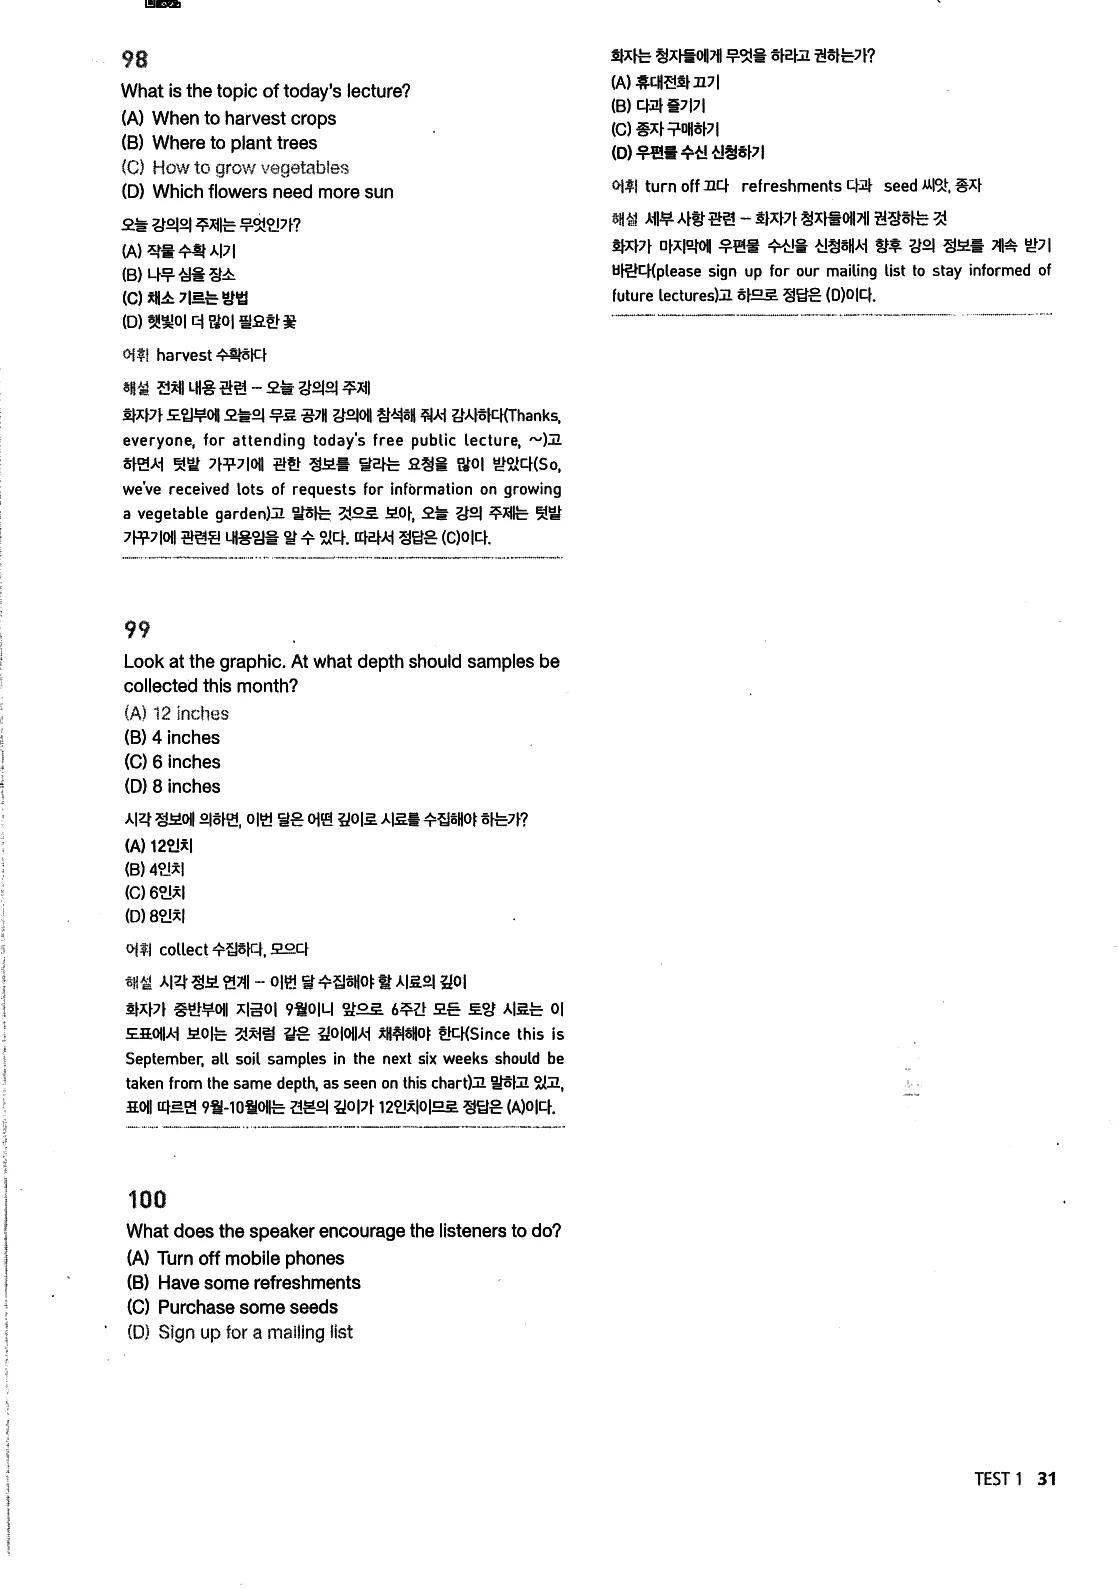 98
What is the topic of today's lecture?
(A) When to harvest crops
(B) Where to plant trees
(C) How to grow vegetables
(D) Which flowers need more sun
오늘 강의의 주제는 무엇인가?
(A) 작물 수확 시기
(B) 나무 심을 장소
(C) 채소 기르는 방법
(D) 햇빛이 더 많이 필요한 꽃
어휘 harvest 수확하다
해설 전체 내용 관련 – 오늘 강의의 주제
화자가 도입부에 오늘의 무료 공개 강의에 참석해 줘서 감사하다(Thanks,
everyone, for attending today's free public lecture, ~)고
하면서 텃밭 가꾸기에 관한 정보를 달라는 요청을 많이 받았다(So,
we've received lots of requests for information on growing
a vegetable garden)고 말하는 것으로 보아, 오늘 강의 주제는 텃밭
가꾸기에 관련된 내용임을 알 수 있다. 따라서 정답은 (C)이다.
99
Look at the graphic. At what depth should samples be
collected this month?
(A) 12 inches
(B) 4 inches
(C) 6 inches
(D) 8 inches
시각 정보에 의하면, 이번 달은 어떤 깊이로 시료를 수집해야 하는가?
(A) 12인치
(B) 4인치
(C) 6인치
(D) 8인치
어휘 collect 수집하다, 모으다
해설 시각 정보 연계 – 이번 달 수집해야 할 시료의 깊이
화자가 중반부에 지금이 9월이니 앞으로 6주간 모든 토양 시료는 이
도표에서 보이는 것처럼 같은 깊이에서 채취해야 한다(Since this is
September, all soil samples in the next six weeks should be
taken from the same depth, as seen on this chart)고 말하고 있고,
표에 따르면 9월-10월에는 견본의 깊이가 12인치이므로 정답은 (A)이다.
100
What does the speaker encourage the listeners to do?
(A) Turn off mobile phones
(B) Have some refreshments
(C) Purchase some seeds
(D) Sign up for a mailing list
화자는 청자들에게 무엇을 하라고 권하는가?
(A) 휴대전화 끄기
(B) 다과 즐기기
(C) 종자 구매하기
(D) 우편물 수신 신청하기
어휘 turn off 끄다 refreshments 다과 seed 씨앗, 종자
해설 세부 사항 관련 – 화자가 청자들에게 권장하는 것
화자가 마지막에 우편물 수신을 신청해서 향후 강의 정보를 계속 받기
바란다(please sign up for our mailing list to stay informed of
future lectures)고 하므로 정답은 (D)이다.
TEST 1 31